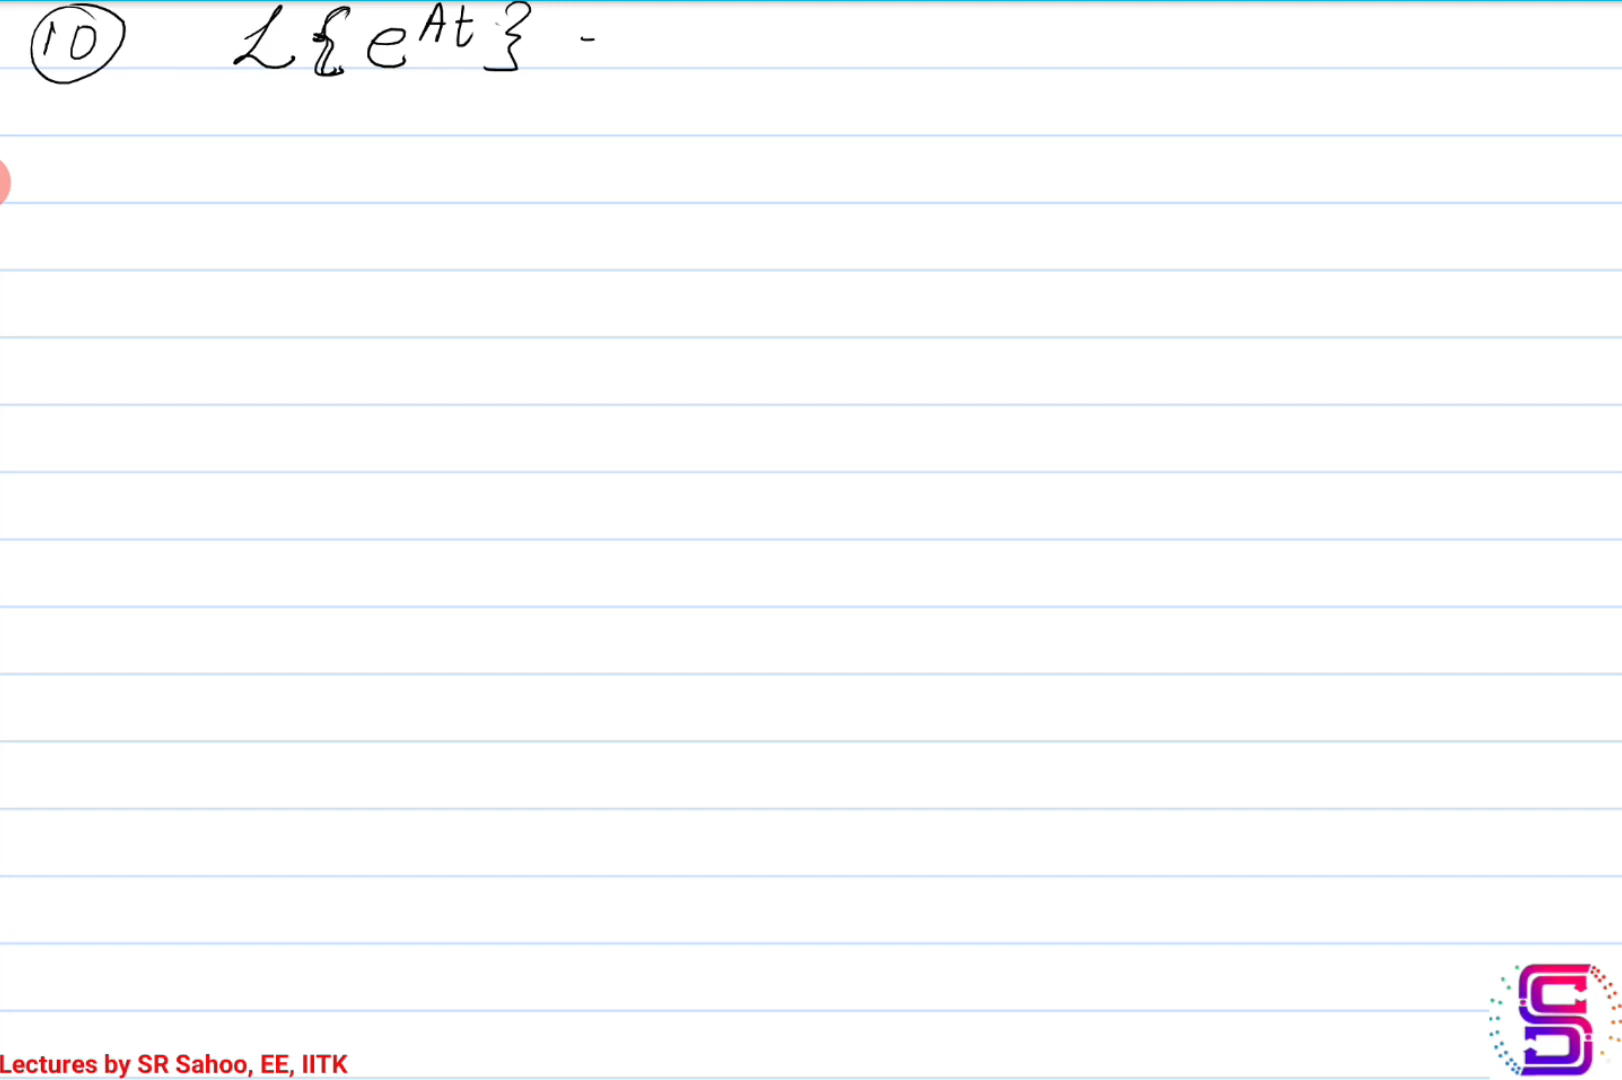 10 L{e^At} -
Lectures by SR Sahoo, EE, IITK